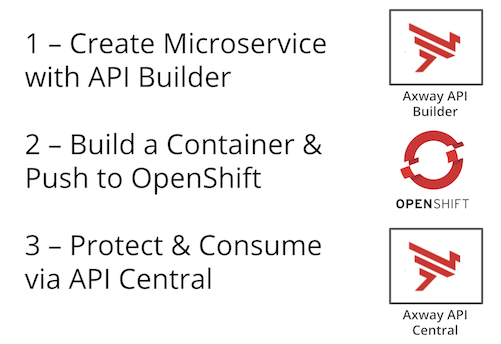 1 – Create Microservice
with API Builder
Axway API
Builder
2 – Build a Container &
Push to OpenShift
OPENSHIFT
3 – Protect & Consume
via API Central
Axway API
Central